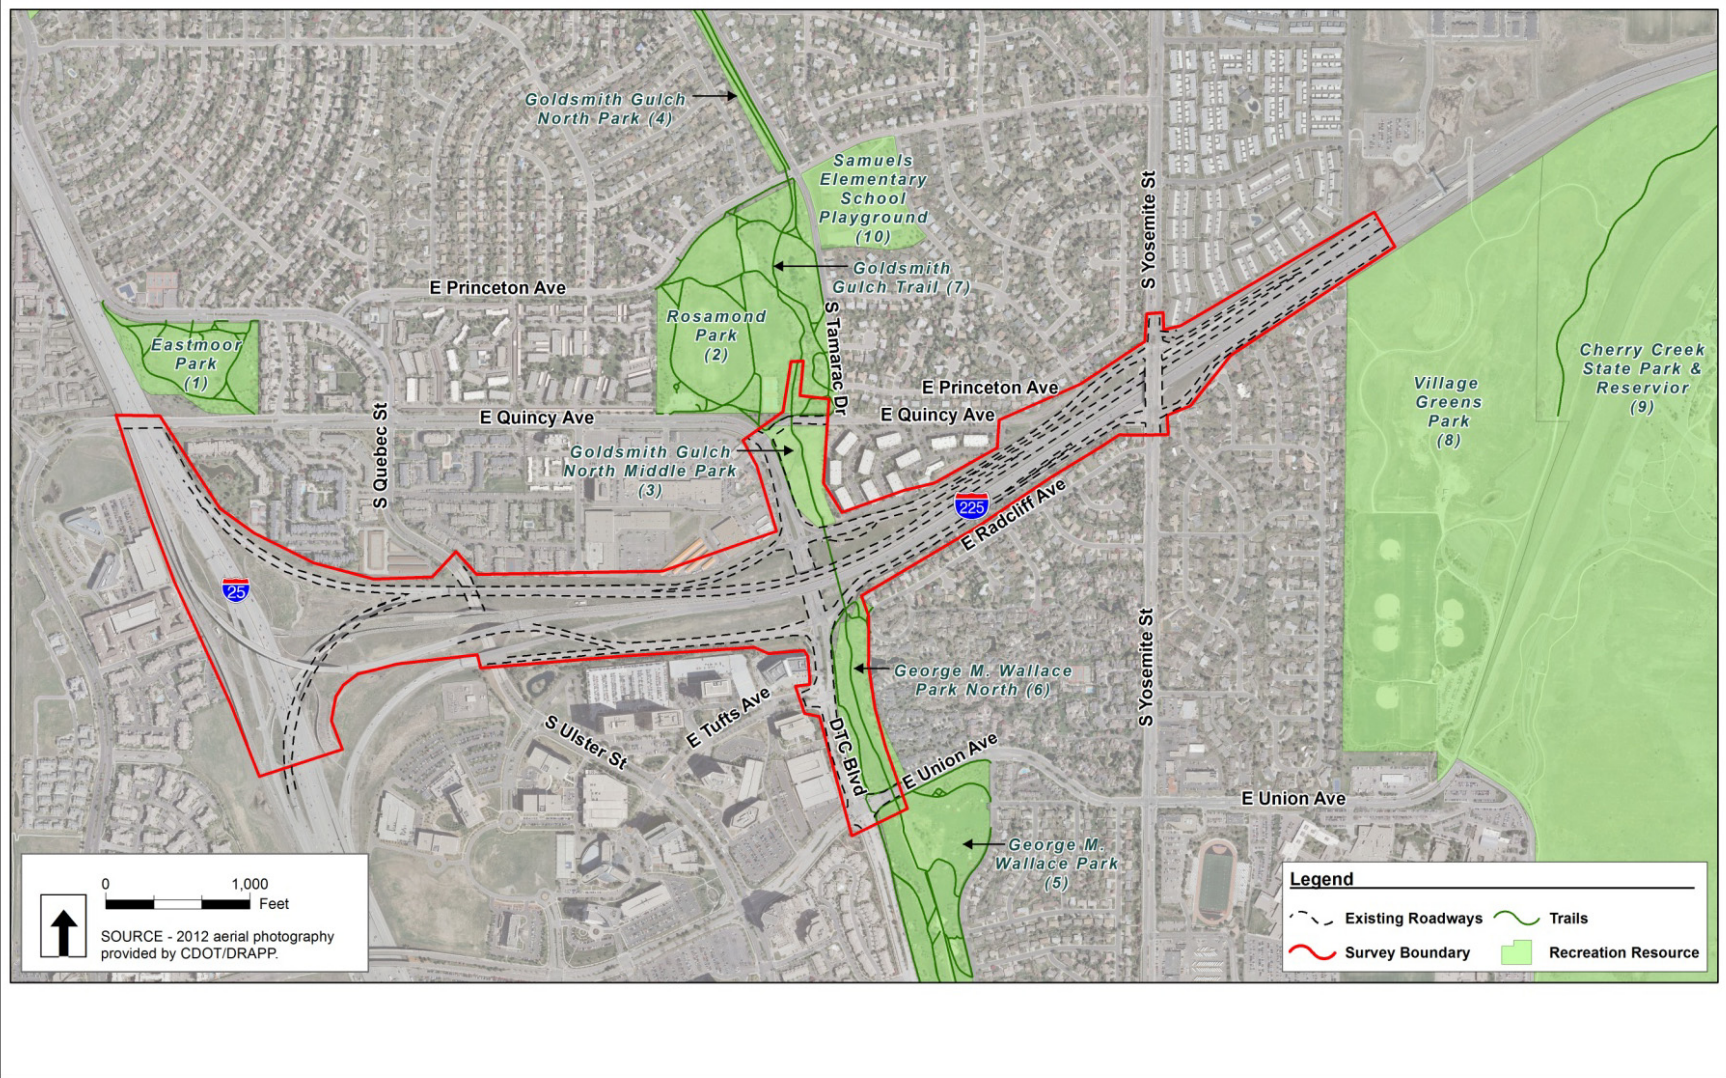 Goldsmith Gulch
North Park (4)
Samuels
Elementary
School
Playground
(10)
S Yosemite St
Goldsmith
Gulch Trail (7)
E Princeton Ave
Rosamond
Park
(2)
S Tamarac Dr
Eastmoor
Park
(1)
Cherry Creek
State Park &
Reservior
(9)
Village
Greens
Park
(8)
E Princeton Ave
E Quincy Ave
E Quincy Ave
S Quebec St
Goldsmith Gulch
North Middle Park
(3)
225
E Radcliff Ave
25
S Yosemite St
George M. Wallace
Park North (6)
E Tufts Ave
S Ulster St
DTC Blvd
E Union Ave
E Union Ave
George M.
Wallace Park
(5)
0 1,000
Feet
SOURCE - 2012 aerial photography
provided by CDOT/DRAPP.
Legend
Existing Roadways
Trails
Survey Boundary
Recreation Resource